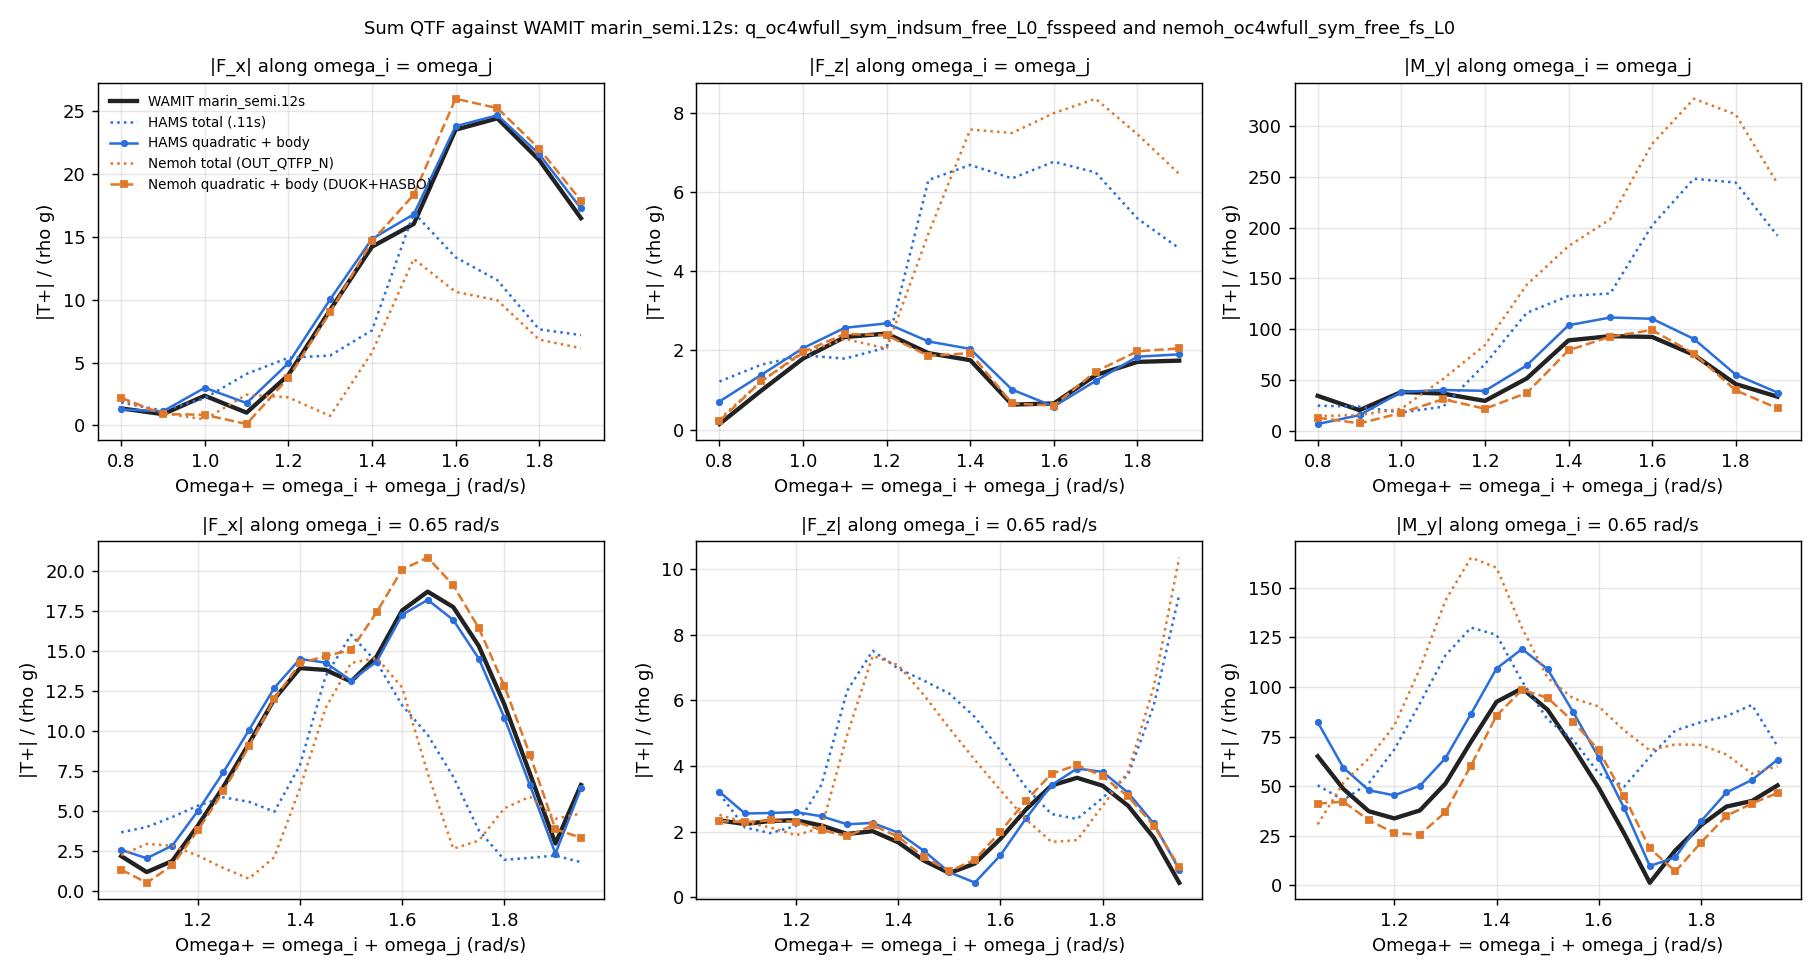 Sum QTF against WAMIT marin_semi.12s: q_oc4wfull_sym_indsum_free_L0_fsspeed and nemoh_oc4wfull_sym_free_fs_L0
|F_x| along omega_i = omega_j
|T+| / (rho g)
25
20
15
10
5
0
WAMIT marin_semi.12s
HAMS total (.11s)
HAMS quadratic + body
Nemoh total (OUT_QTFP_N)
Nemoh quadratic + body (DUOK+HASBO)
0.8 1.0 1.2 1.4 1.6 1.8
Omega+ = omega_i + omega_j (rad/s)
|F_z| along omega_i = omega_j
|T+| / (rho g)
8
6
4
2
0
0.8 1.0 1.2 1.4 1.6 1.8
Omega+ = omega_i + omega_j (rad/s)
|M_y| along omega_i = omega_j
|T+| / (rho g)
300
250
200
150
100
50
0
0.8 1.0 1.2 1.4 1.6 1.8
Omega+ = omega_i + omega_j (rad/s)
|F_x| along omega_i = 0.65 rad/s
|T+| / (rho g)
20.0
17.5
15.0
12.5
10.0
7.5
5.0
2.5
0.0
1.2 1.4 1.6 1.8
Omega+ = omega_i + omega_j (rad/s)
|F_z| along omega_i = 0.65 rad/s
|T+| / (rho g)
10
8
6
4
2
0
1.2 1.4 1.6 1.8
Omega+ = omega_i + omega_j (rad/s)
|M_y| along omega_i = 0.65 rad/s
|T+| / (rho g)
150
125
100
75
50
25
0
1.2 1.4 1.6 1.8
Omega+ = omega_i + omega_j (rad/s)